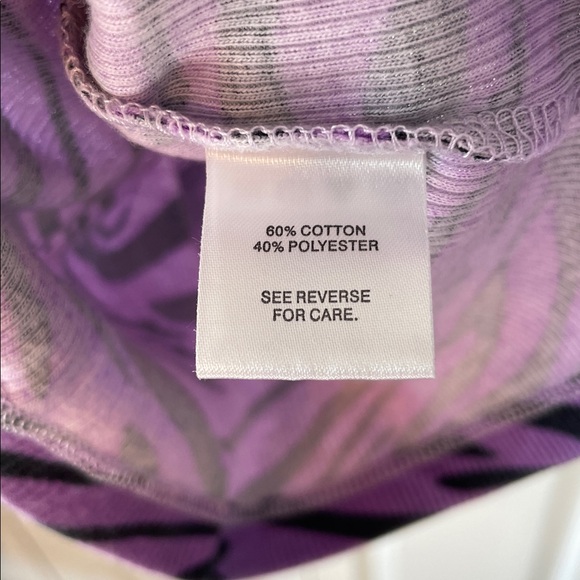 60% COTTON
40% POLYESTER
SEE REVERSE
FOR CARE.